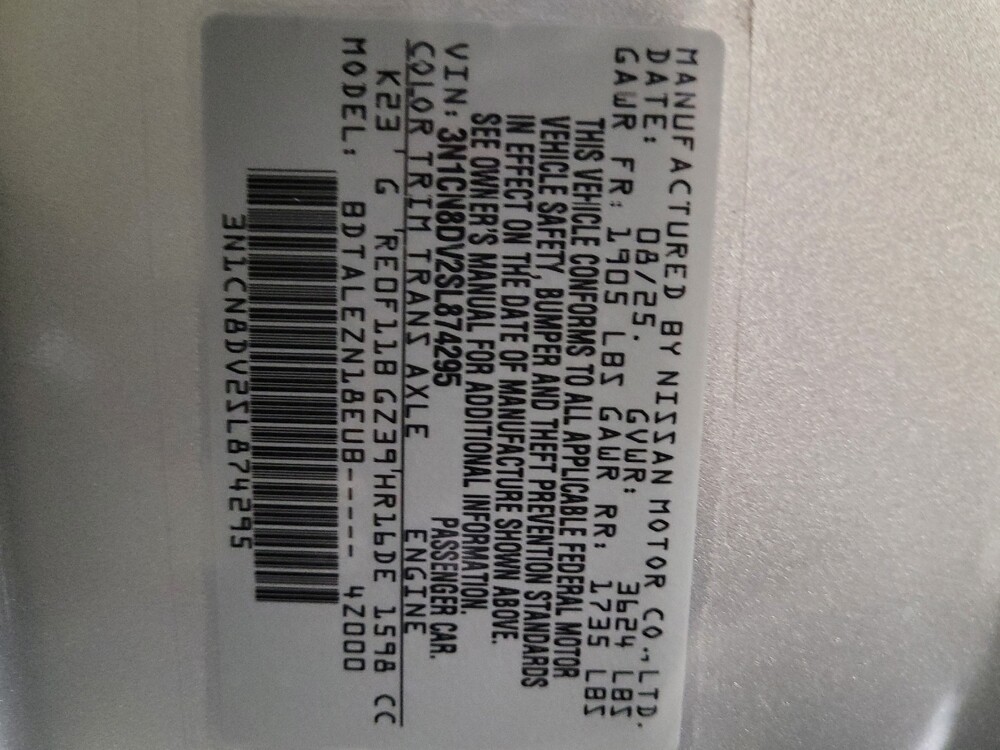 MANUFACTURED BY NISSAN MOTOR CO.,LTD.
DATE: 08/25. GVWR: 3624 LBS
GAWR FR: 1905 LBS GAWR RR: 1735 LBS
THIS VEHICLE CONFORMS TO ALL APPLICABLE FEDERAL MOTOR
VEHICLE SAFETY, BUMPER AND THEFT PREVENTION STANDARDS
IN EFFECT ON THE DATE OF MANUFACTURE SHOWN ABOVE.
SEE OWNER'S MANUAL FOR ADDITIONAL INFORMATION.
VIN: 3N1CN8DV2SL874295 PASSENGER CAR.
COLOR TRIM TRANS AXLE ENGINE
K23 ' G 'RE0F11B GZ39'HR16DE 1598 CC
MODEL: BDTALEZN18EUB----- 4Z000
3N1CN8DV2SL874295